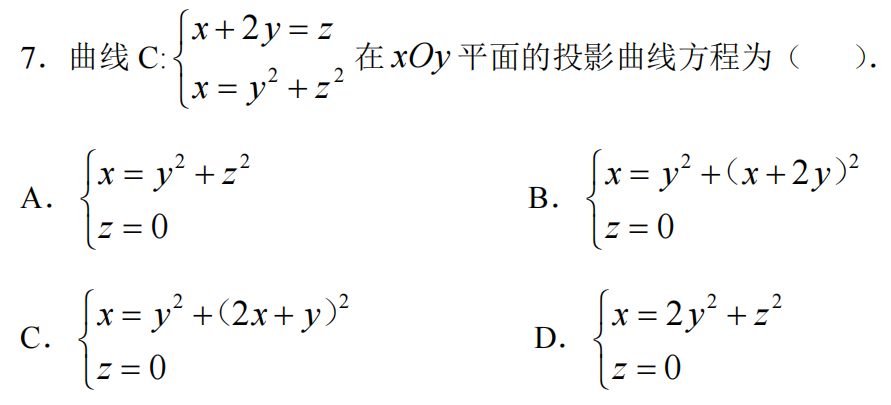 7. 曲线 C: { x + 2y = z
x = y² + z² 在 xOy 平面的投影曲线方程为（　　）.
A. { x = y² + z²
z = 0
B. { x = y² +（x + 2y）²
z = 0
C. { x = y² +（2x + y）²
z = 0
D. { x = 2y² + z²
z = 0